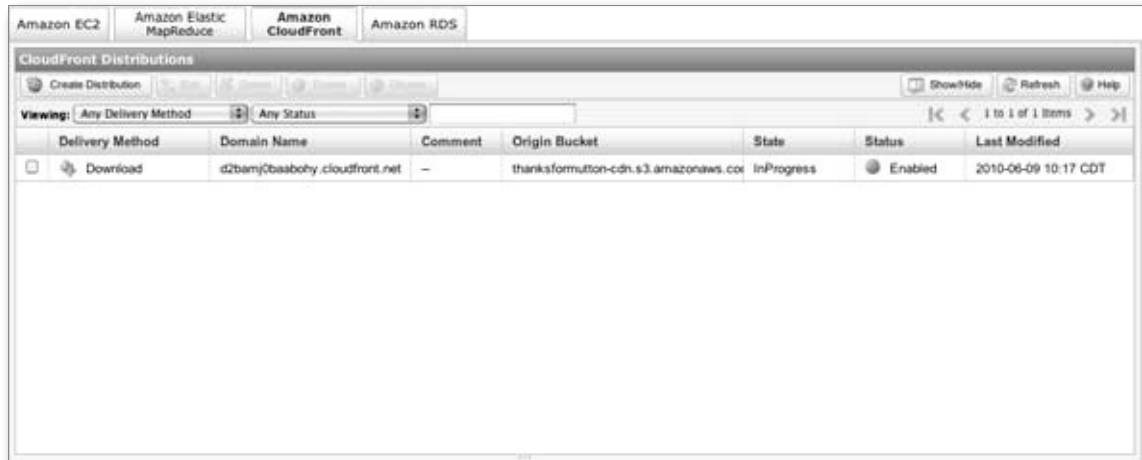 Amazon EC2
Amazon Elastic
MapReduce
Amazon
CloudFront
Amazon RDS
CloudFront Distributions
Create Distribution Show/Hide Refresh Help
Viewing: Any Delivery Method Any Status 1 to 1 of 1 Items
Delivery Method Domain Name Comment Origin Bucket State Status Last Modified
Download d2bamj0baabohy.cloudfront.net – thanksformutton-cdn.s3.amazonaws.co InProgress Enabled 2010-06-09 10:17 CDT